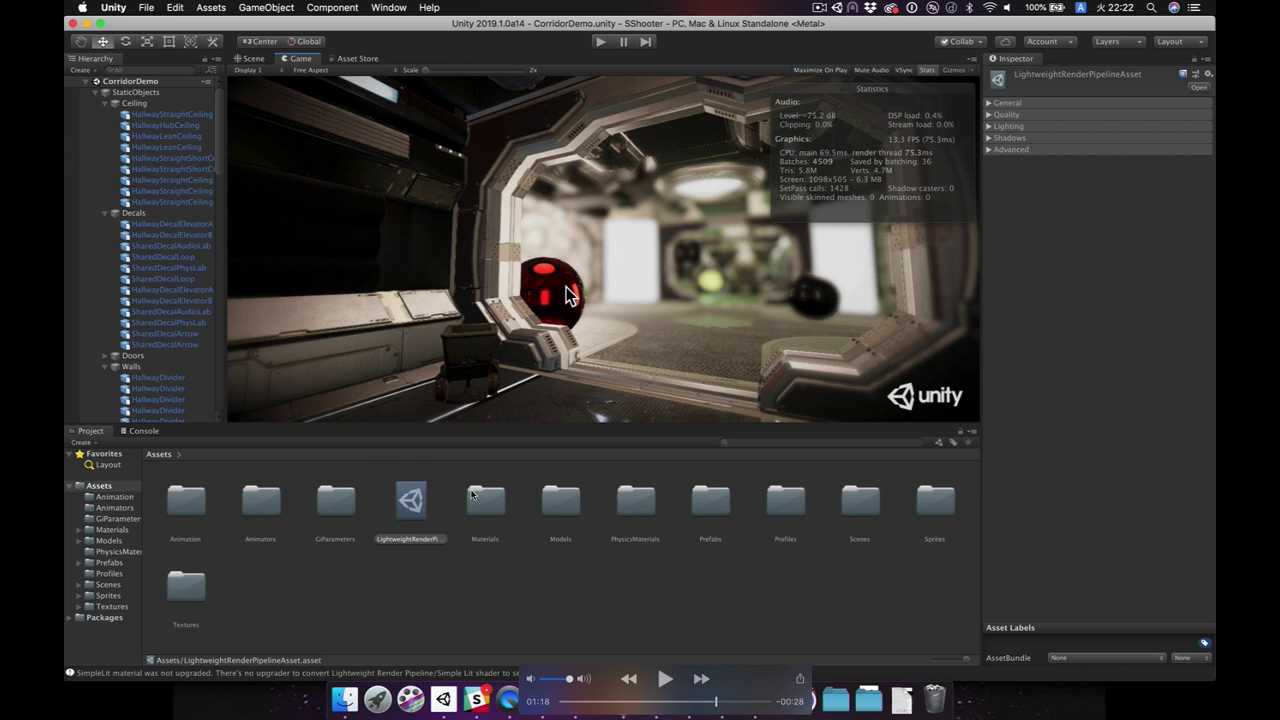 Unity File Edit Assets GameObject Component Window Help 100% A 火 22:22
Unity 2019.1.0a14 - CorridorDemo.unity - SShooter - PC, Mac & Linux Standalone <Metal>
Center Global Collab Account Layers Layout
Hierarchy Scene Game Asset Store Inspector
Create All Display 1 Free Aspect Scale 2x Maximize On Play Mute Audio VSync Stats Gizmos
LightweightRenderPipelineAsset
Open
General
Quality
Lighting
Shadows
Advanced
CorridorDemo
StaticObjects
Ceiling
HallwayStraightCeiling
HallwayHubCeiling
HallwayLeanCeiling
HallwayLeanCeiling
HallwayStraightShortC
HallwayStraightShortC
HallwayStraightCeiling
HallwayStraightCeiling
HallwayStraightCeiling
Decals
HallwayDecalElevatorA
HallwayDecalElevatorB
SharedDecalAudioLab
SharedDecalLoop
SharedDecalPhysLab
SharedDecalLoop
HallwayDecalElevatorA
HallwayDecalElevatorB
SharedDecalAudioLab
SharedDecalPhysLab
SharedDecalArrow
SharedDecalArrow
Doors
Walls
HallwayDivider
HallwayDivider
HallwayDivider
HallwayDivider
Statistics
Audio:
Level: -75.2 dB DSP load: 0.4%
Clipping: 0.0% Stream load: 0.0%
Graphics: 13.3 FPS (75.3ms)
CPU: main 69.5ms render thread 75.3ms
Batches: 4509 Saved by batching: 36
Tris: 5.8M Verts: 4.7M
Screen: 1098x505 - 6.3 MB
SetPass calls: 1428 Shadow casters: 0
Visible skinned meshes: 0 Animations: 0
unity
Project Console
Create
Favorites
Layout
Assets
Animation
Animators
GiParameter
Materials
Models
PhysicsMate
Prefabs
Profiles
Scenes
Sprites
Textures
Packages
Assets
Animation Animators GiParameters LightweightRenderPi... Materials Models PhysicsMaterials Prefabs Profiles Scenes Sprites
Textures
Assets/LightweightRenderPipelineAsset.asset
Asset Labels
AssetBundle None None
SimpleLit material was not upgraded. There's no upgrader to convert Lightweight Render Pipeline/Simple Lit shader to se
01:18 -00:28